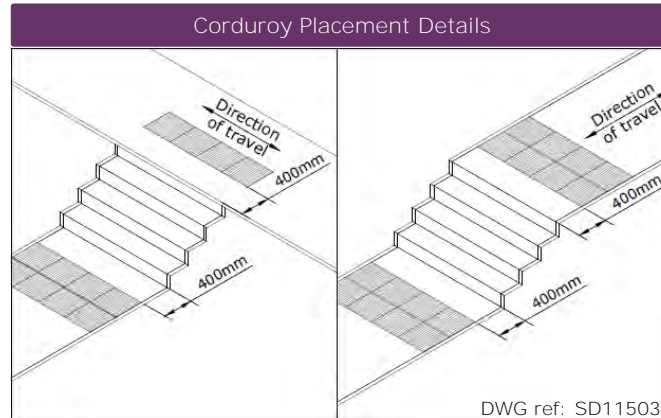 Corduroy Placement Details
Direction
of travel
400mm
400mm
Direction
of travel
400mm
400mm
DWG ref: SD11503